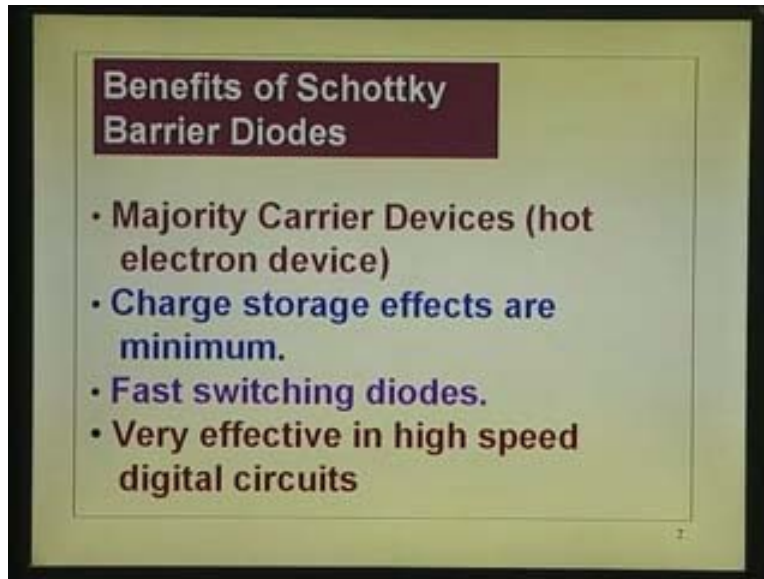 Benefits of Schottky
Barrier Diodes
• Majority Carrier Devices (hot
electron device)
• Charge storage effects are
minimum.
• Fast switching diodes.
• Very effective in high speed
digital circuits